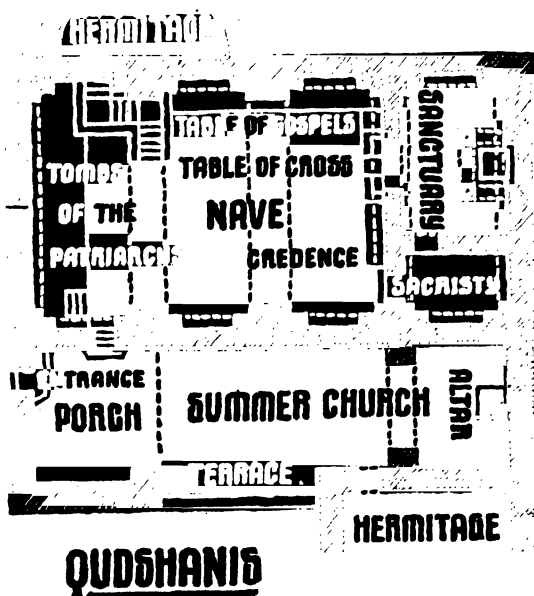 HERMITAGE
TABLE OF GOSPELS
TABLE OF CROSS
NAVE
CREDENCE
TOMBS
OF THE
PATRIARCHS
SANCTUARY
SACRISTY
PORCH
SUMMER CHURCH
ALTAR
TERRACE
HERMITAGE
QUDSHANIS